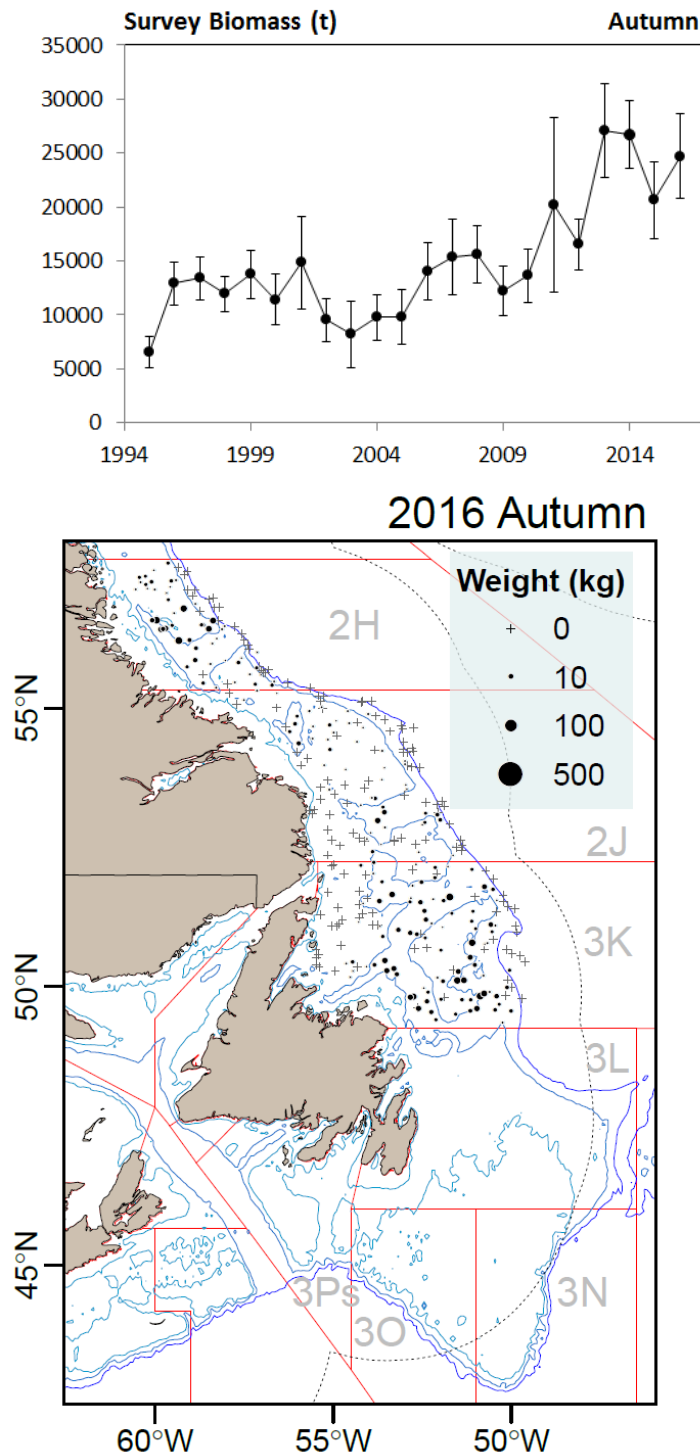 Survey Biomass (t) Autumn
35000
30000
25000
20000
15000
10000
5000
0
1994 1999 2004 2009 2014
2016 Autumn
Weight (kg)
0
10
100
500
2H
55°N
2J
3K
50°N
3L
45°N
3Ps
3O
3N
60°W 55°W 50°W